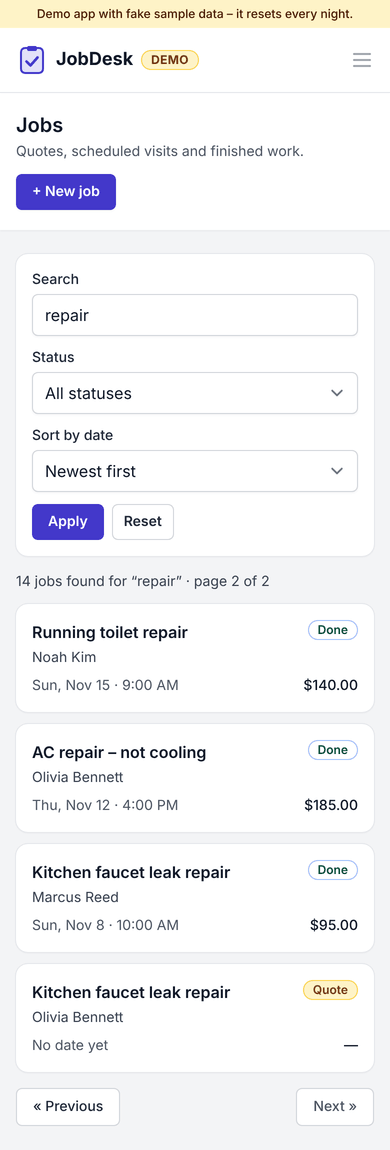 Demo app with fake sample data – it resets every night.
JobDesk DEMO
Jobs
Quotes, scheduled visits and finished work.
+ New job
Search
repair
Status
All statuses
Sort by date
Newest first
Apply Reset
14 jobs found for “repair” · page 2 of 2
Running toilet repair Done
Noah Kim
Sun, Nov 15 · 9:00 AM $140.00
AC repair – not cooling Done
Olivia Bennett
Thu, Nov 12 · 4:00 PM $185.00
Kitchen faucet leak repair Done
Marcus Reed
Sun, Nov 8 · 10:00 AM $95.00
Kitchen faucet leak repair Quote
Olivia Bennett
No date yet —
« Previous Next »